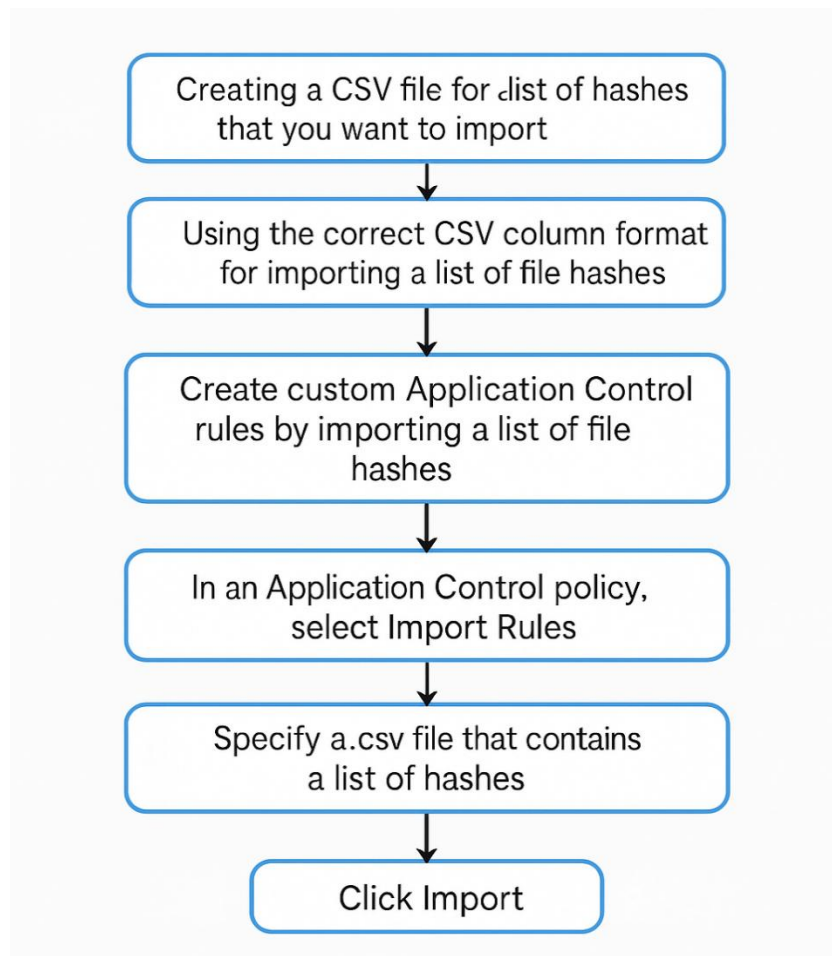 Creating a CSV file for a list of hashes
that you want to import
Using the correct CSV column format
for importing a list of file hashes
Create custom Application Control
rules by importing a list of file
hashes
In an Application Control policy,
select Import Rules
Specify a.csv file that contains
a list of hashes
Click Import